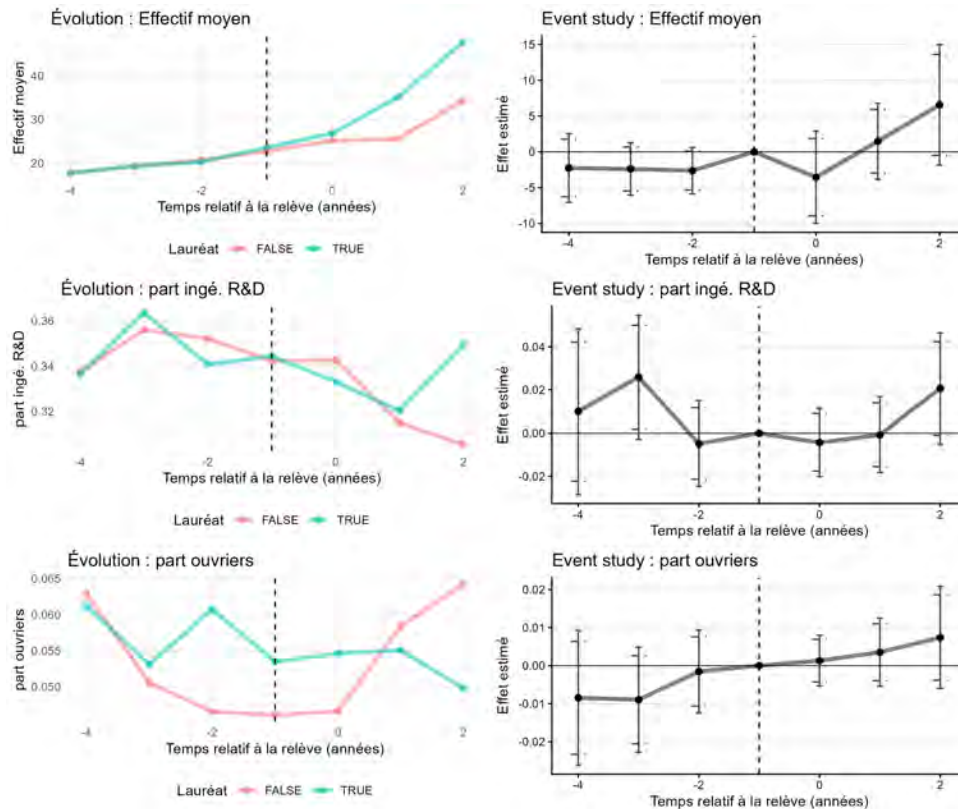 Évolution : Effectif moyen
Effectif moyen
40
30
20
-4
-2
0
2
Temps relatif à la relève (années)
Lauréat FALSE TRUE
Event study : Effectif moyen
Effet estimé
15
10
5
0
-5
-10
-4
-2
0
2
Temps relatif à la relève (années)
Évolution : part ingé. R&D
part ingé. R&D
0.36
0.34
0.32
-4
-2
0
2
Temps relatif à la relève (années)
Lauréat FALSE TRUE
Event study : part ingé. R&D
Effet estimé
0.04
0.02
0.00
-0.02
-4
-2
0
2
Temps relatif à la relève (années)
Évolution : part ouvriers
part ouvriers
0.065
0.060
0.055
0.050
-4
-2
0
2
Temps relatif à la relève (années)
Lauréat FALSE TRUE
Event study : part ouvriers
Effet estimé
0.02
0.01
0.00
-0.01
-0.02
-4
-2
0
2
Temps relatif à la relève (années)